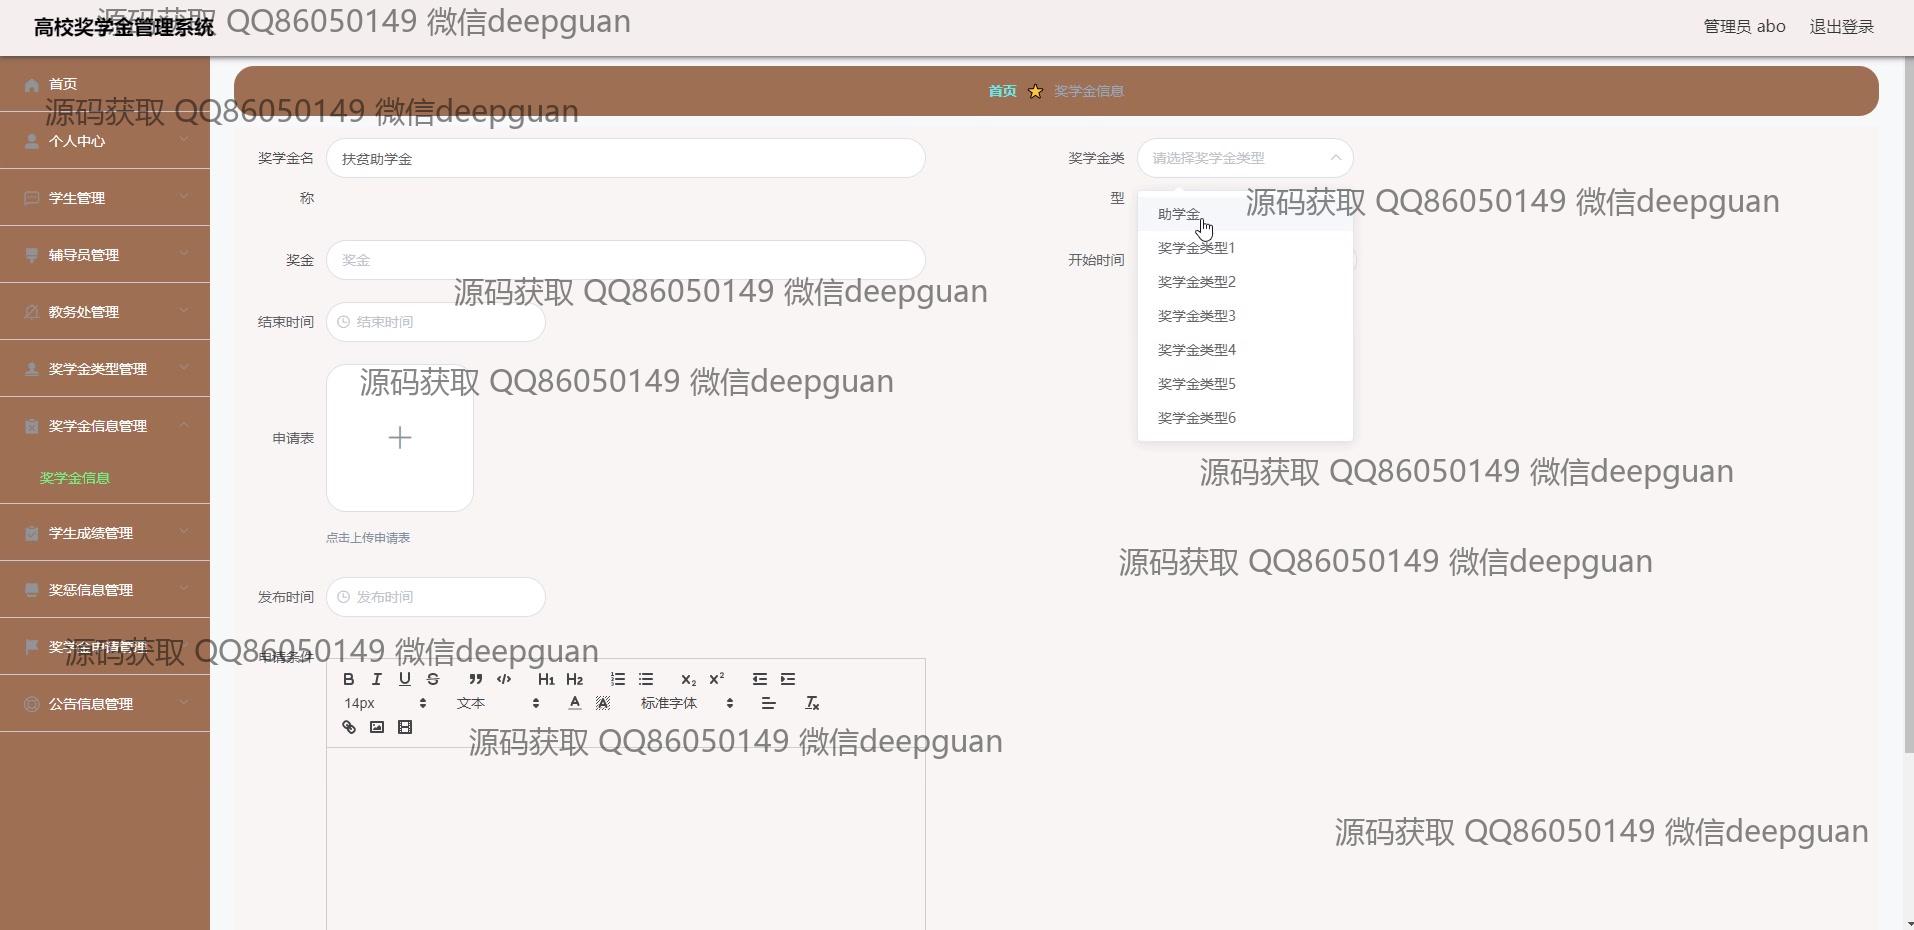 高校奖学金管理系统
源码获取 QQ86050149 微信deepguan
管理员 abo
退出登录
首页
首页 奖学金信息
源码获取 QQ86050149 微信deepguan
个人中心
奖学金名称
扶贫助学金
奖学金类型
请选择奖学金类型
学生管理
源码获取 QQ86050149 微信deepguan
助学金
奖学金类型1
奖学金类型2
奖学金类型3
奖学金类型4
奖学金类型5
奖学金类型6
辅导员管理
奖金
奖金
开始时间
源码获取 QQ86050149 微信deepguan
教务处管理
结束时间
结束时间
奖学金类型管理
源码获取 QQ86050149 微信deepguan
奖学金信息管理
申请表
奖学金信息
源码获取 QQ86050149 微信deepguan
学生成绩管理
点击上传申请表
源码获取 QQ86050149 微信deepguan
奖惩信息管理
发布时间
发布时间
奖学金申请管理
源码获取 QQ86050149 微信deepguan
申请条件
B I U S H1 H2 X₂ X²
14px 文本 A A 标准字体
公告信息管理
源码获取 QQ86050149 微信deepguan
源码获取 QQ86050149 微信deepguan